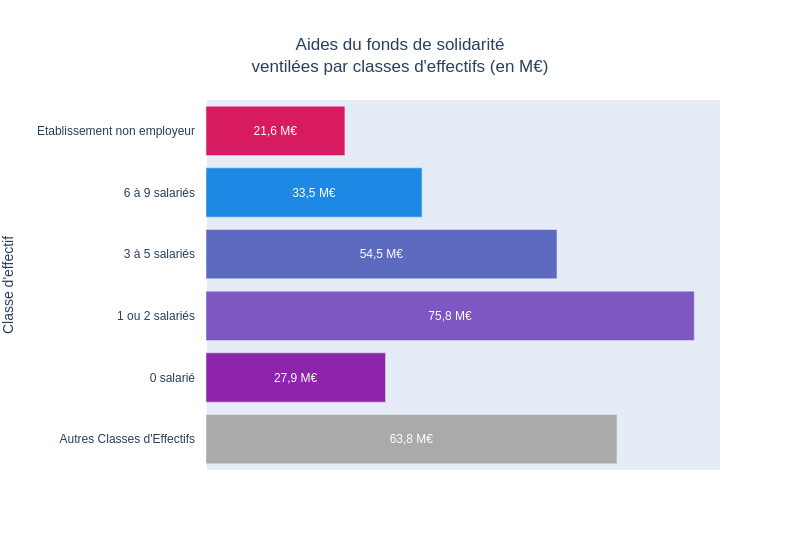 Aides du fonds de solidarité
ventilées par classes d'effectifs (en M€)
Classe d'effectif
Etablissement non employeur
21,6 M€
6 à 9 salariés
33,5 M€
3 à 5 salariés
54,5 M€
1 ou 2 salariés
75,8 M€
0 salarié
27,9 M€
Autres Classes d'Effectifs
63,8 M€